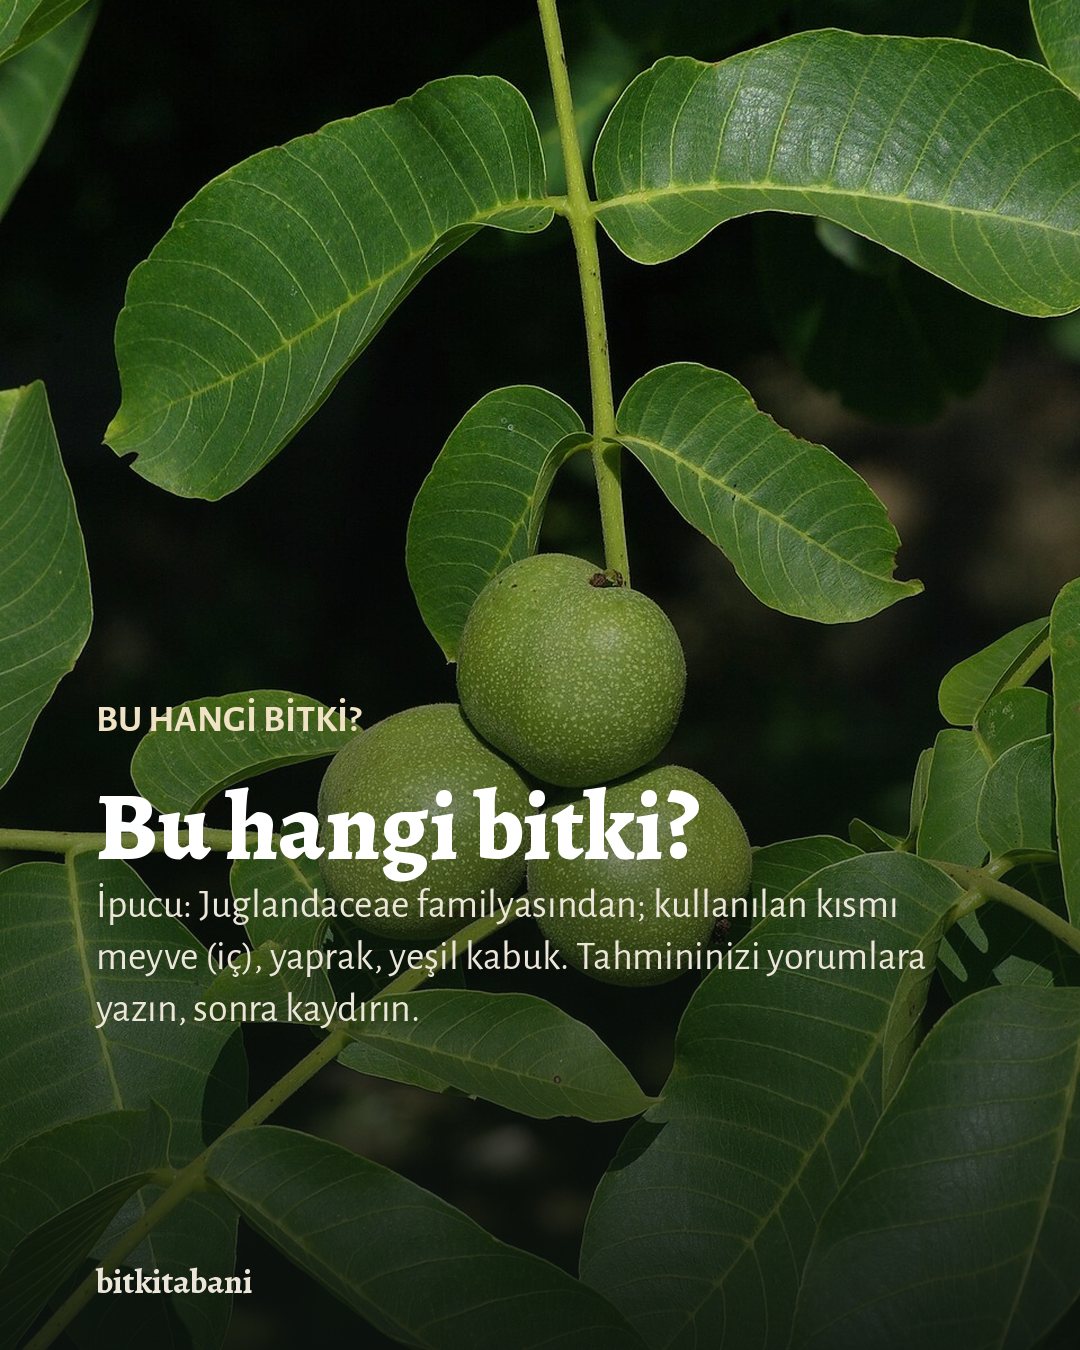 BU HANGİ BİTKİ?
Bu hangi bitki?
İpucu: Juglandaceae familyasından; kullanılan kısmı
meyve (iç), yaprak, yeşil kabuk. Tahmininizi yorumlara
yazın, sonra kaydırın.
bitkitabani